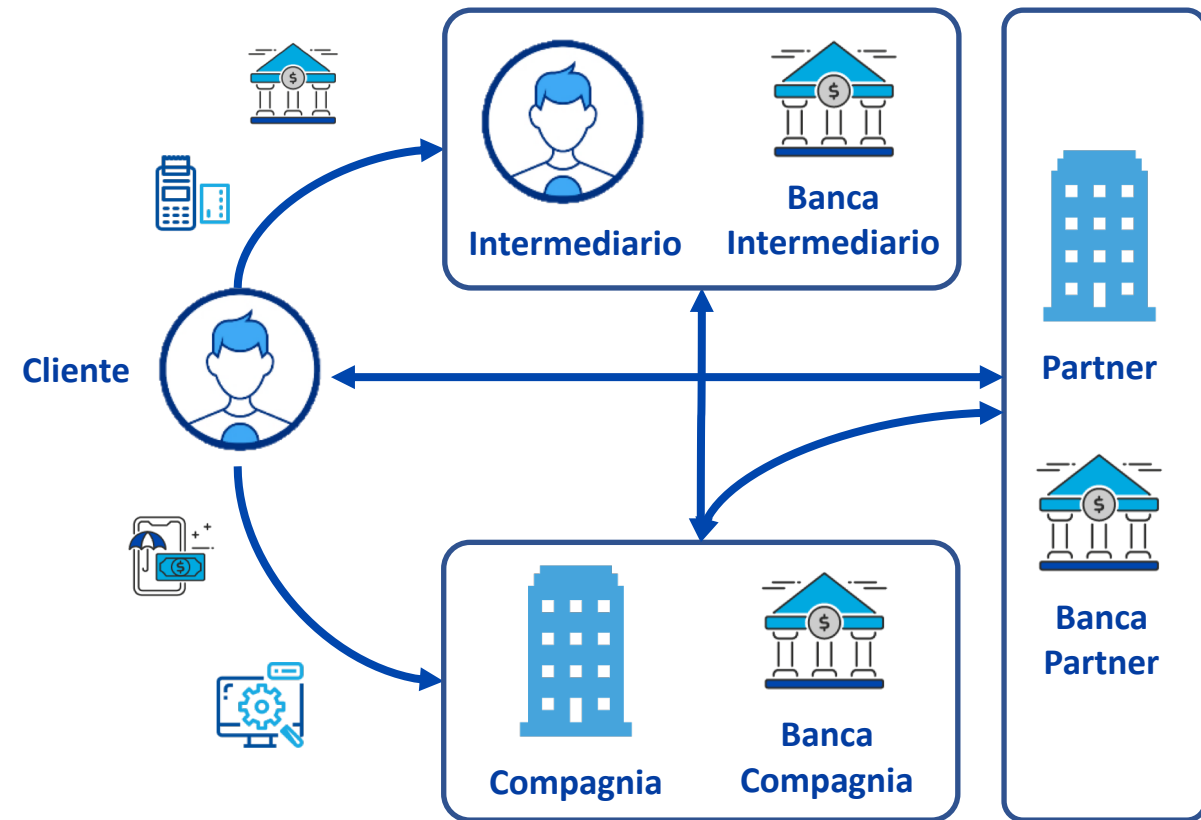 Intermediario
Banca
Intermediario
Cliente
Partner
Banca
Partner
Compagnia
Banca
Compagnia